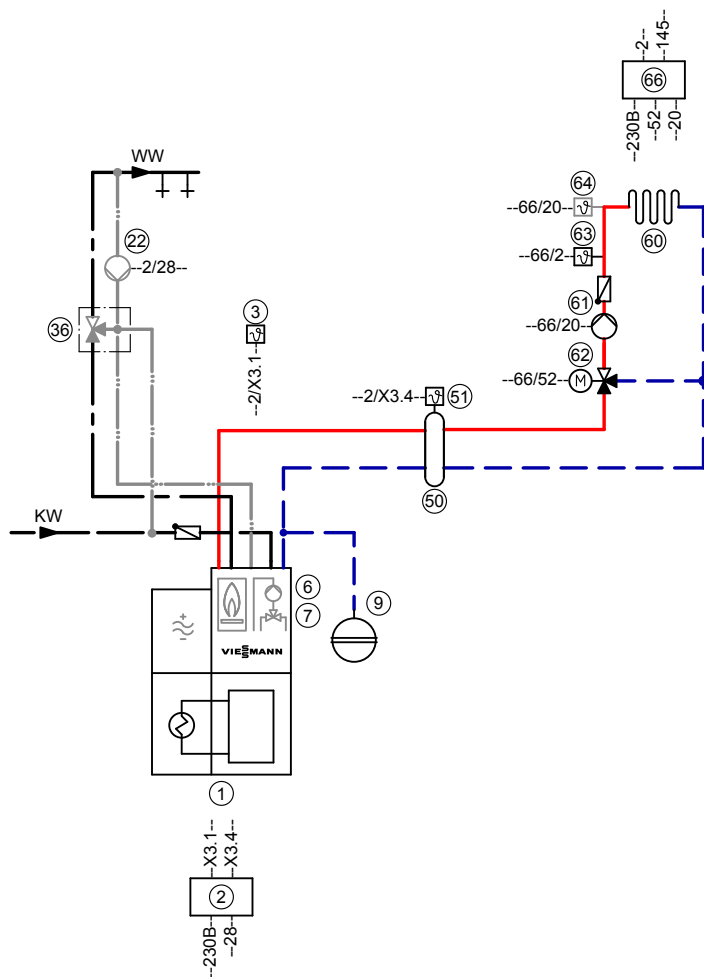 --2--
--145--
66
--230B--
--52
--20--
WW
64
--66/20--
60
63
--66/2--
22
--2/28--
36
3
--2/X3.1--
61
--66/20--
62
--66/52--
M
--2/X3.4--
51
50
KW
6
7
9
VIESMANN
1
--X3.1--
--X3.4--
2
--230B--
--28--